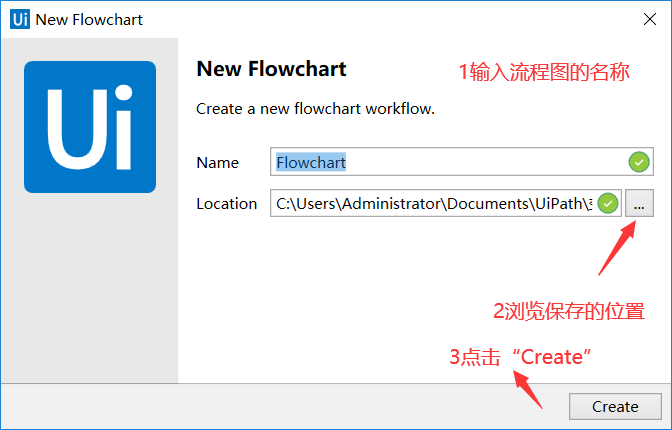 Ui New Flowchart
Ui
New Flowchart
1输入流程图的名称
Create a new flowchart workflow.
Name Flowchart
Location C:\Users\Administrator\Documents\UiPath\ ...
2浏览保存的位置
3点击“Create”
Create